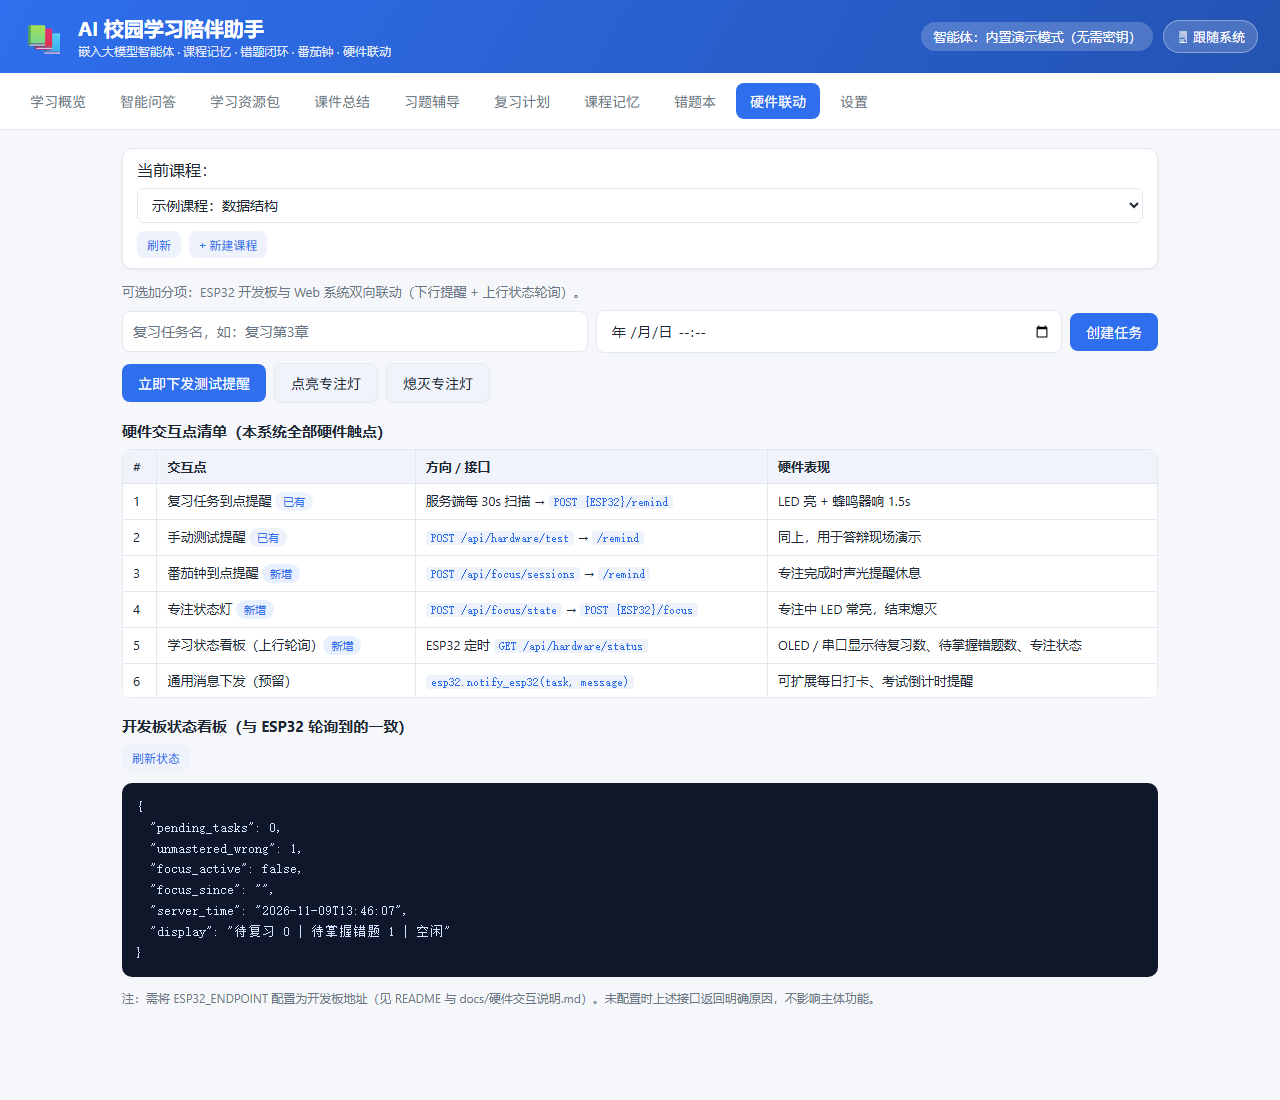 AI 校园学习陪伴助手
嵌入大模型智能体 · 课程记忆 · 错题闭环 · 番茄钟 · 硬件联动
智能体：内置演示模式（无需密钥）
跟随系统
学习概览 智能问答 学习资源包 课件总结 习题辅导 复习计划 课程记忆 错题本 硬件联动 设置
当前课程：
示例课程：数据结构
刷新 + 新建课程
可选加分项：ESP32 开发板与 Web 系统双向联动（下行提醒 + 上行状态轮询）。
复习任务名，如：复习第3章 年 /月/日 --:-- 创建任务
立即下发测试提醒 点亮专注灯 熄灭专注灯
硬件交互点清单（本系统全部硬件触点）
# 交互点 方向 / 接口 硬件表现
1 复习任务到点提醒 已有 服务端每 30s 扫描 → POST {ESP32}/remind LED 亮 + 蜂鸣器响 1.5s
2 手动测试提醒 已有 POST /api/hardware/test → /remind 同上，用于答辩现场演示
3 番茄钟到点提醒 新增 POST /api/focus/sessions → /remind 专注完成时声光提醒休息
4 专注状态灯 新增 POST /api/focus/state → POST {ESP32}/focus 专注中 LED 常亮，结束熄灭
5 学习状态看板（上行轮询） 新增 ESP32 定时 GET /api/hardware/status OLED / 串口显示待复习数、待掌握错题数、专注状态
6 通用消息下发（预留） esp32.notify_esp32(task, message) 可扩展每日打卡、考试倒计时提醒
开发板状态看板（与 ESP32 轮询到的一致）
刷新状态
{
"pending_tasks": 0,
"unmastered_wrong": 1,
"focus_active": false,
"focus_since": "",
"server_time": "2026-11-09T13:46:07",
"display": "待复习 0 | 待掌握错题 1 | 空闲"
}
注：需将 ESP32_ENDPOINT 配置为开发板地址（见 README 与 docs/硬件交互说明.md）。未配置时上述接口返回明确原因，不影响主体功能。